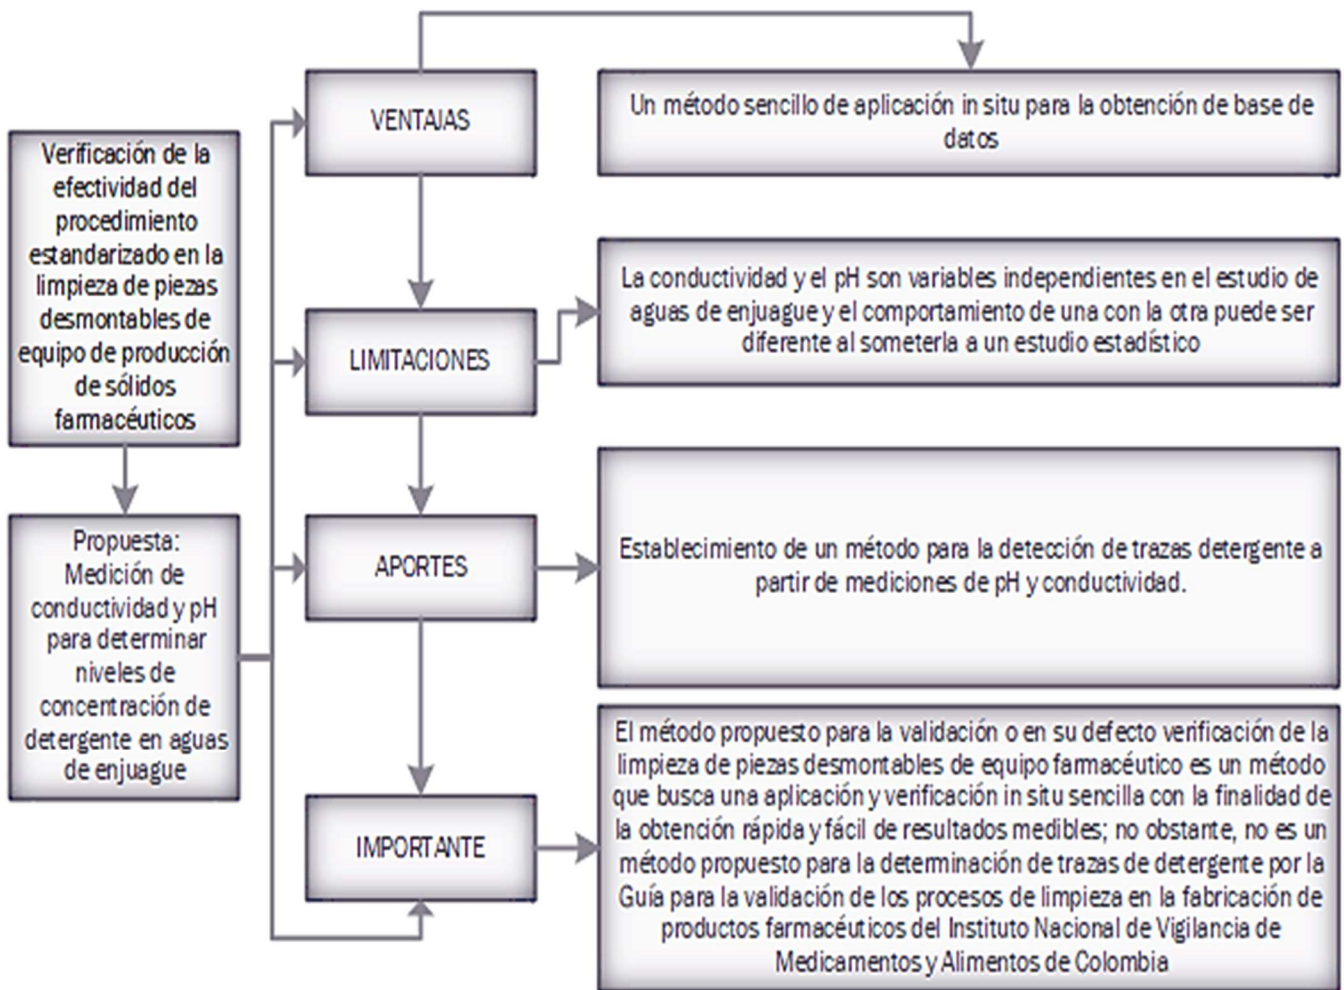 Verificación de la
efectividad del
procedimiento
estandarizado en la
limpieza de piezas
desmontables de
equipo de producción
de sólidos
farmacéuticos
Propuesta:
Medición de
conductividad y pH
para determinar
niveles de
concentración de
detergente en aguas
de enjuague
VENTAJAS
Un método sencillo de aplicación in situ para la obtención de base de
datos
LIMITACIONES
La conductividad y el pH son variables independientes en el estudio de
aguas de enjuague y el comportamiento de una con la otra puede ser
diferente al someterla a un estudio estadístico
APORTES
Establecimiento de un método para la detección de trazas detergente a
partir de mediciones de pH y conductividad.
IMPORTANTE
El método propuesto para la validación o en su defecto verificación de la
limpieza de piezas desmontables de equipo farmacéutico es un método
que busca una aplicación y verificación in situ sencilla con la finalidad de
la obtención rápida y fácil de resultados medibles; no obstante, no es un
método propuesto para la determinación de trazas de detergente por la
Guía para la validación de los procesos de limpieza en la fabricación de
productos farmacéuticos del Instituto Nacional de Vigilancia de
Medicamentos y Alimentos de Colombia